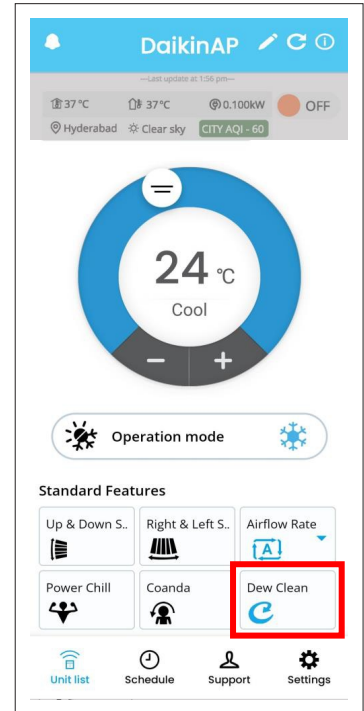 DaikinAP
—Last update at 1:56 pm—
37 °C 37 °C 0.100kW OFF
Hyderabad Clear sky CITY AQI - 60
24 °C
Cool
− +
Operation mode
Standard Features
Up & Down S.. Right & Left S.. Airflow Rate
A
Power Chill Coanda Dew Clean
Unit list Schedule Support Settings